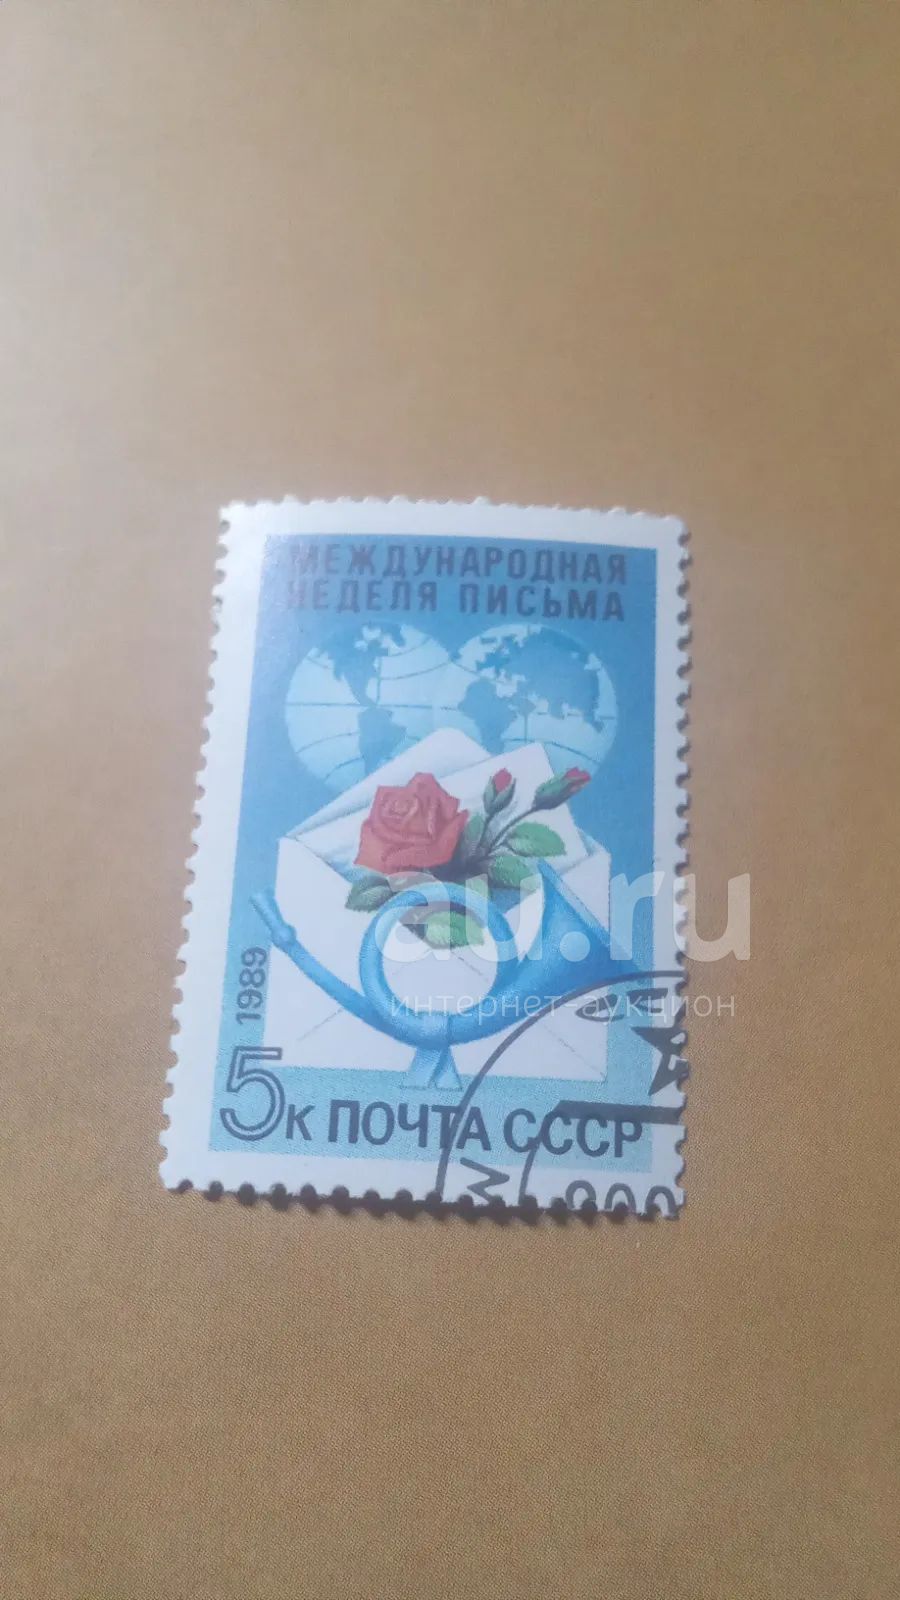 МЕЖДУНАРОДНАЯ
НЕДЕЛЯ ПИСЬМА
au.ru
интернет-аукцион
1989
5к ПОЧТА СССР